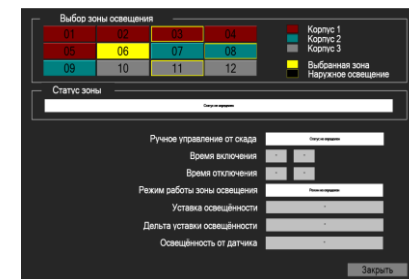 Выбор зоны освещения
01 02 03 04
05 06 07 08
09 10 11 12
Корпус 1
Корпус 2
Корпус 3
Выбранная зона
Наружное освещение
Статус зоны
Статус не определен
Ручное управление от скада
Статус не определен
Время включения - -
Время отключения - -
Режим работы зоны освещения
Режим не определен
Уставка освещённости -
Дельта уставки освещённости -
Освещённость от датчика -
Закрыть